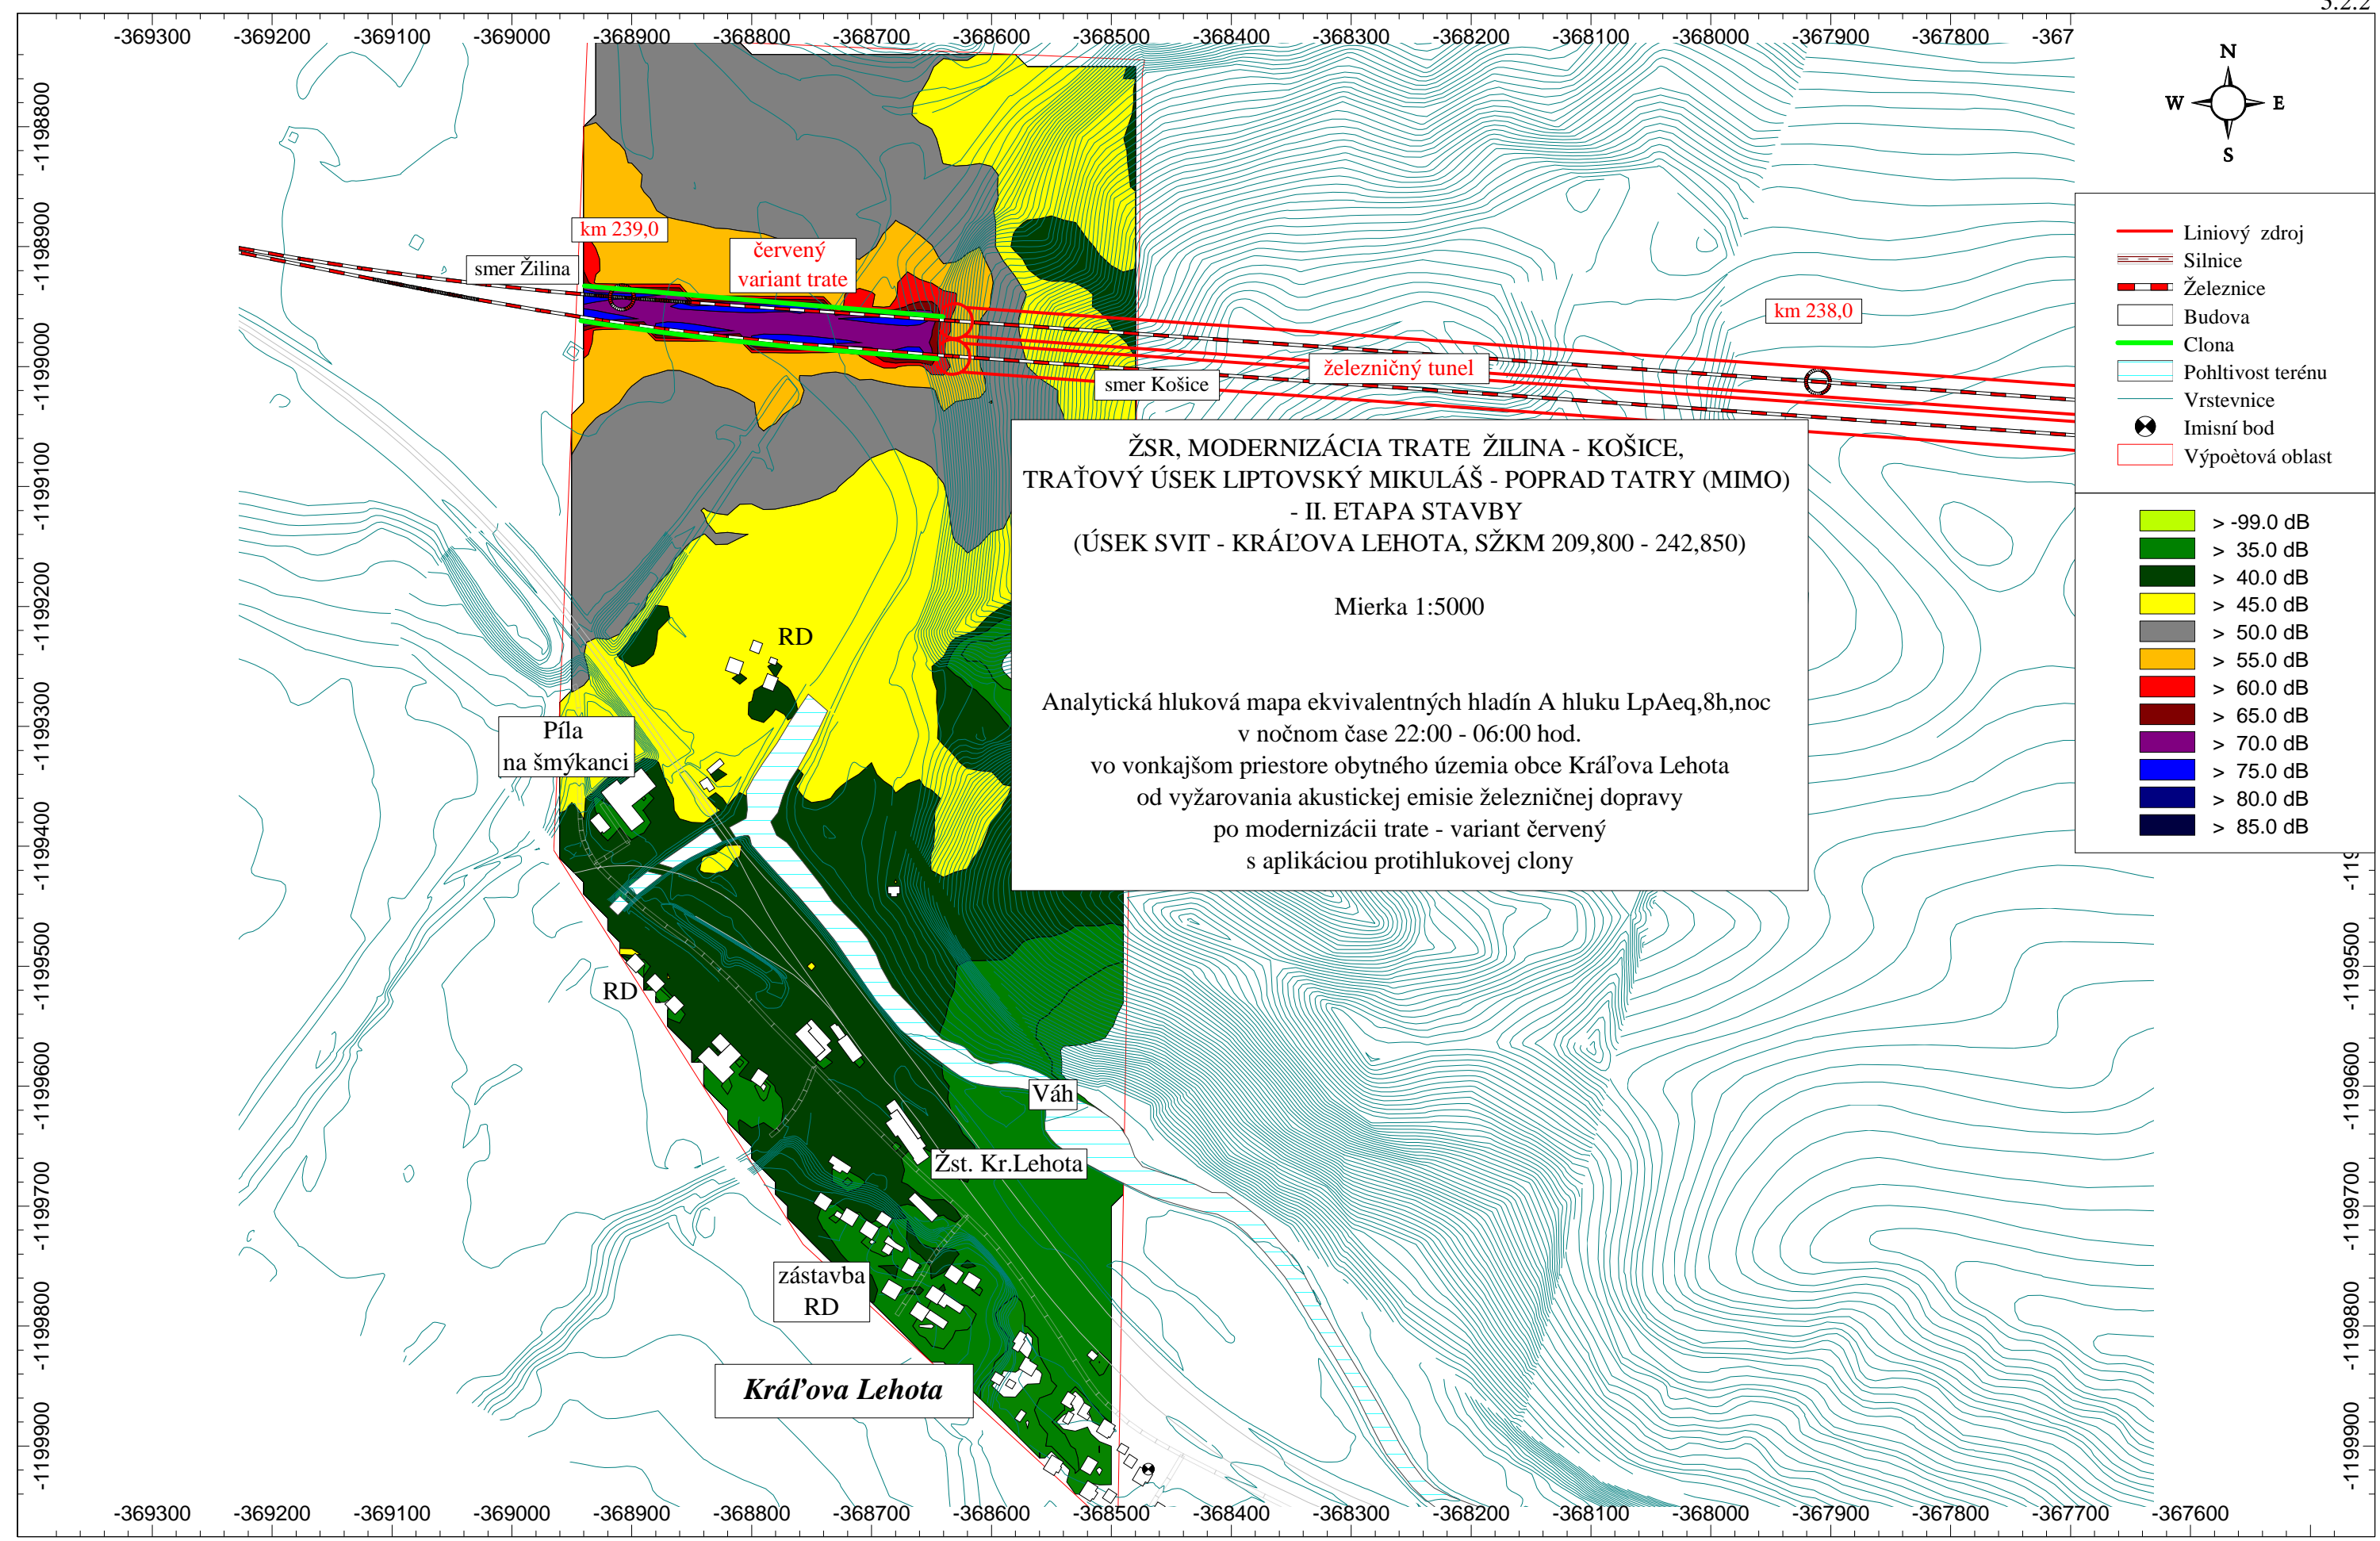 5.2.2
-369300 -369200 -369100 -369000 -368900 -368800 -368700 -368600 -368500 -368400 -368300 -368200 -368100 -368000 -367900 -367800 -367
N
W E
S
-1198800
-1198900
-1199000
-1199100
-1199200
-1199300
-1199400
-1199500
-1199600
-1199700
-1199800
-1199900
km 239,0
smer Žilina
červený
variant trate
km 238,0
železničný tunel
smer Košice
Liniový zdroj
Silnice
Železnice
Budova
Clona
Pohltivost terénu
Vrstevnice
Imisní bod
Výpoètová oblast
> -99.0 dB
> 35.0 dB
> 40.0 dB
> 45.0 dB
> 50.0 dB
> 55.0 dB
> 60.0 dB
> 65.0 dB
> 70.0 dB
> 75.0 dB
> 80.0 dB
> 85.0 dB
ŽSR, MODERNIZÁCIA TRATE ŽILINA - KOŠICE,
TRAŤOVÝ ÚSEK LIPTOVSKÝ MIKULÁŠ - POPRAD TATRY (MIMO)
- II. ETAPA STAVBY
(ÚSEK SVIT - KRÁĽOVA LEHOTA, SŽKM 209,800 - 242,850)
Mierka 1:5000
Analytická hluková mapa ekvivalentných hladín A hluku LpAeq,8h,noc
v nočnom čase 22:00 - 06:00 hod.
vo vonkajšom priestore obytného územia obce Kráľova Lehota
od vyžarovania akustickej emisie železničnej dopravy
po modernizácii trate - variant červený
s aplikáciou protihlukovej clony
RD
Píla
na šmýkanci
RD
Váh
Žst. Kr.Lehota
zástavba
RD
Kráľova Lehota
-1199500
-1199600
-1199700
-1199800
-1199900
-369300 -369200 -369100 -369000 -368900 -368800 -368700 -368600 -368500 -368400 -368300 -368200 -368100 -368000 -367900 -367800 -367700 -367600